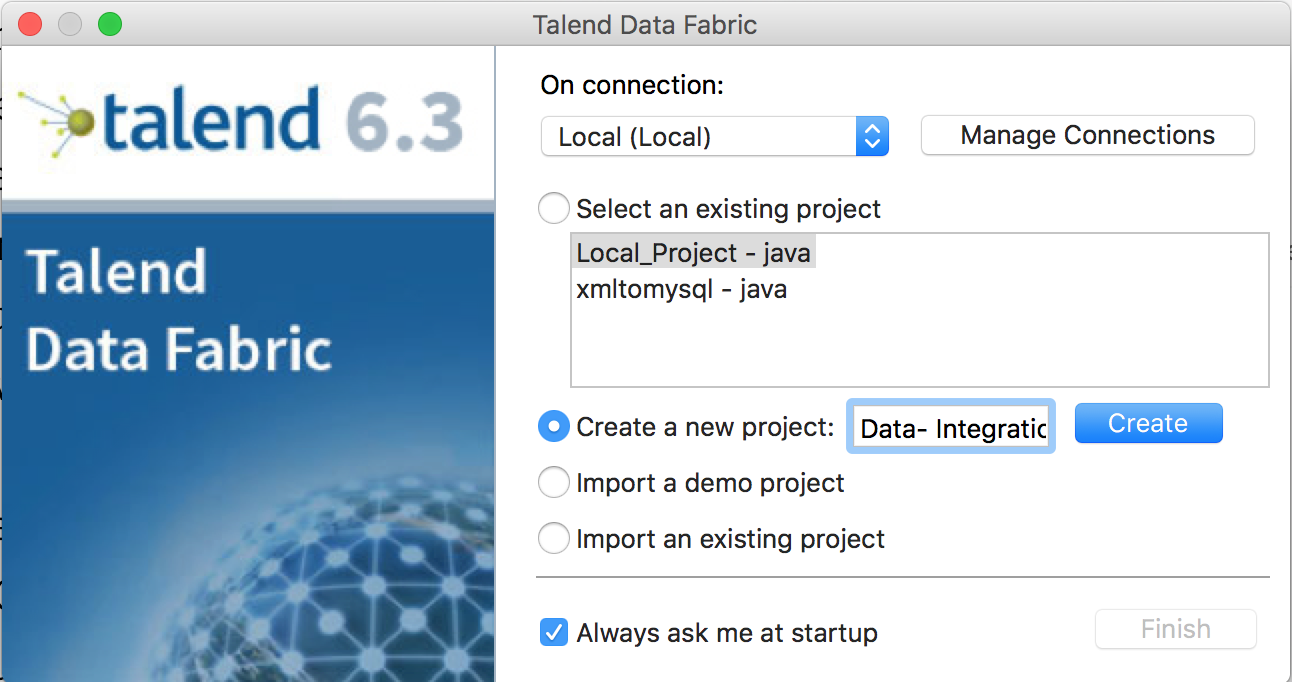 Talend Data Fabric
talend 6.3
Talend
Data Fabric
On connection:
Local (Local)
Manage Connections
Select an existing project
Local_Project - java
xmltomysql - java
Create a new project:
Data- Integratic
Create
Import a demo project
Import an existing project
Always ask me at startup
Finish